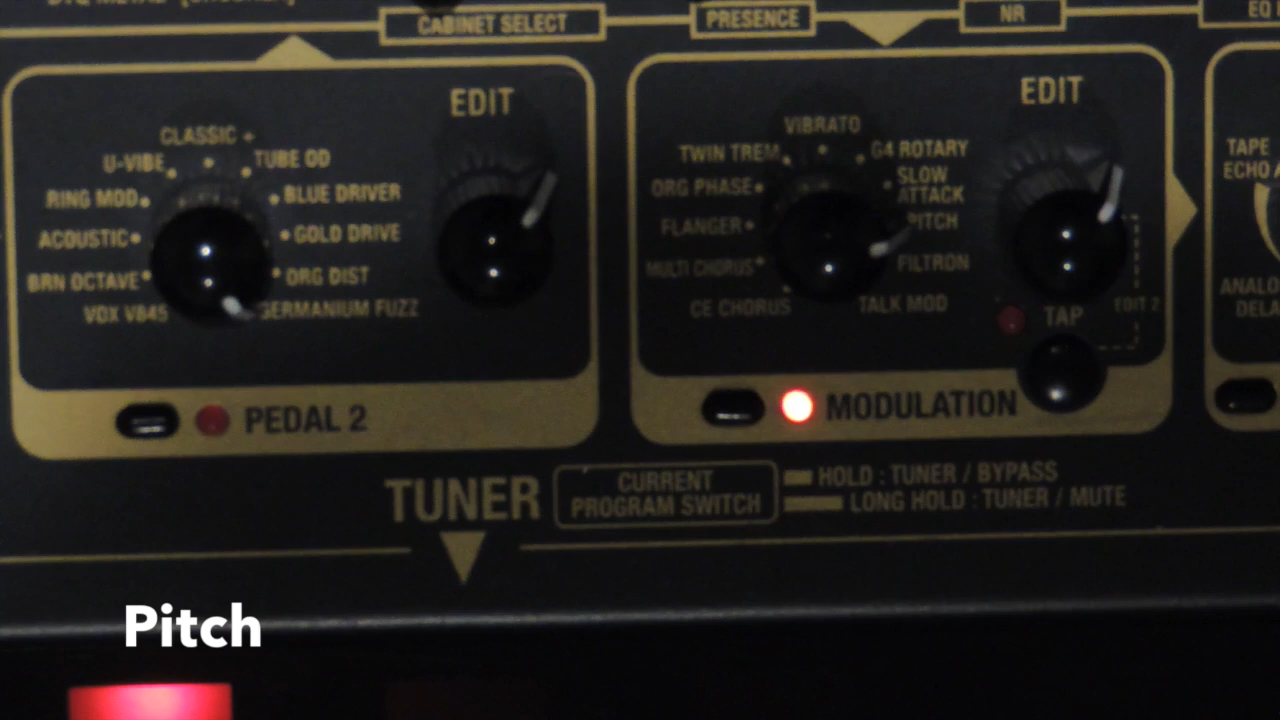 CABINET SELECT
PRESENCE
NR
EQ
EDIT
CLASSIC +
U-VIBE
TUBE OD
RING MOD
BLUE DRIVER
ACOUSTIC
GOLD DRIVE
BRN OCTAVE
ORG DIST
VOX V845
GERMANIUM FUZZ
PEDAL 2
EDIT
VIBRATO
TWIN TREM
G4 ROTARY
ORG PHASE
SLOW
ATTACK
FLANGER
PITCH
MULTI CHORUS
FILTRON
CE CHORUS
TALK MOD
EDIT 2
TAP
MODULATION
TAPE
ECHO
ANALO
DELA
TUNER
CURRENT
PROGRAM SWITCH
HOLD : TUNER / BYPASS
LONG HOLD : TUNER / MUTE
Pitch